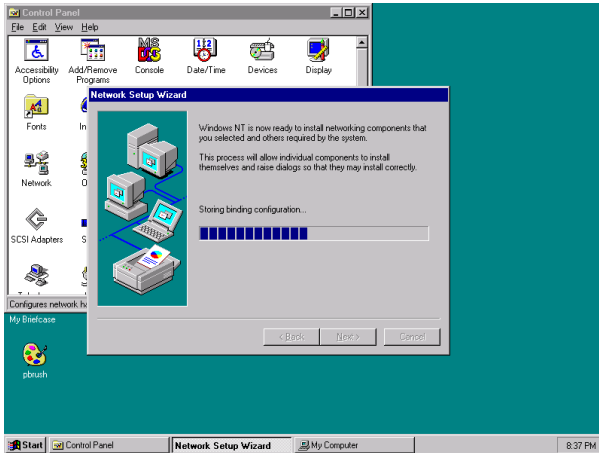 Control Panel
File Edit View Help
Accessibility Options
Add/Remove Programs
Console
Date/Time
Devices
Display
Fonts
In
Network
SCSI Adapters
S
Configures network ha
Network Setup Wizard
Windows NT is now ready to install networking components that
you selected and others required by the system.
This process will allow individual components to install
themselves and raise dialogs so that they may install correctly.
Storing binding configuration...
< Back
Next >
Cancel
My Briefcase
pbrush
Start
Control Panel
Network Setup Wizard
My Computer
8:37 PM